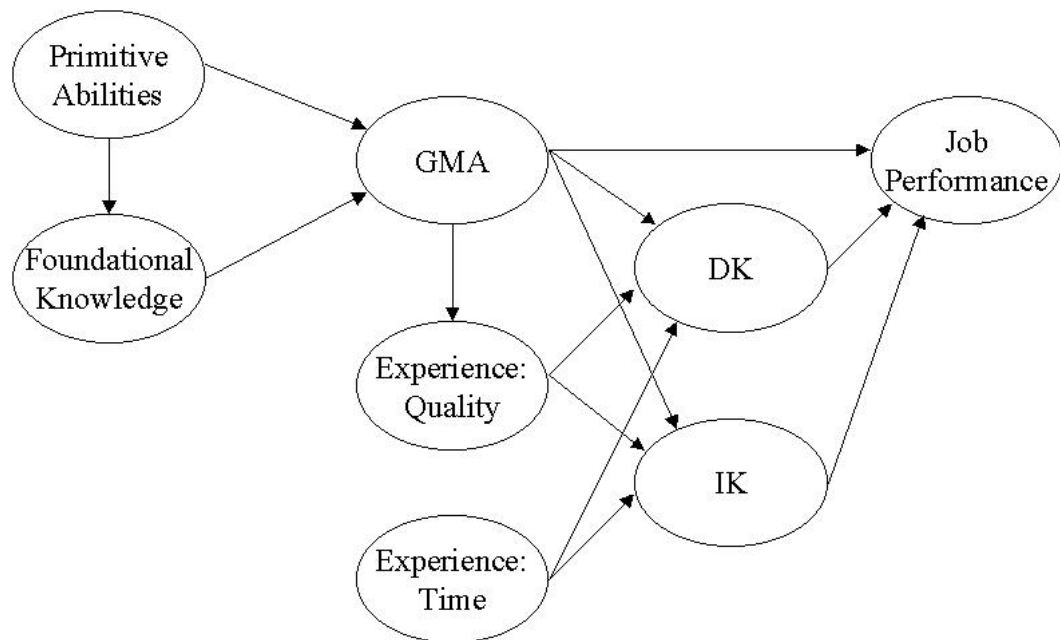 Primitive
Abilities
Foundational
Knowledge
GMA
Experience:
Quality
Experience:
Time
DK
IK
Job
Performance